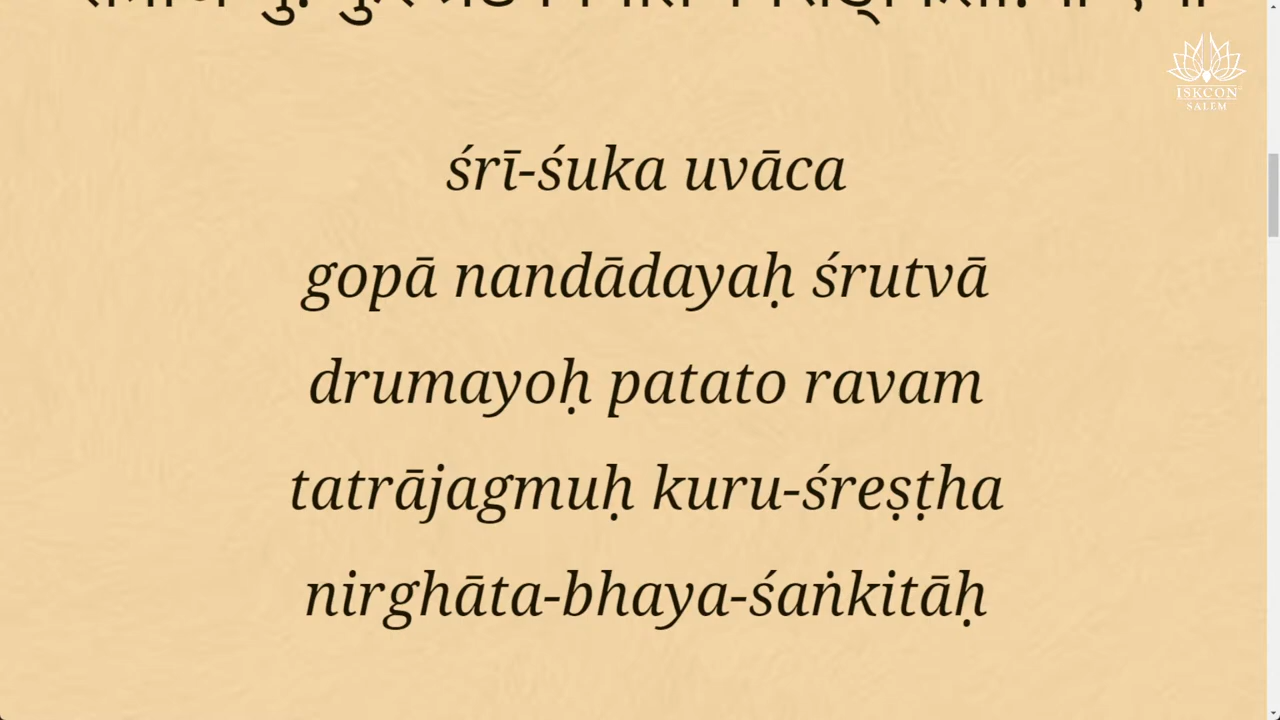 ISKCON
SALEM
śrī-śuka uvāca
gopā nandādayaḥ śrutvā
drumayoḥ patato ravam
tatrājagmuḥ kuru-śreṣṭha
nirghāta-bhaya-śaṅkitāḥ